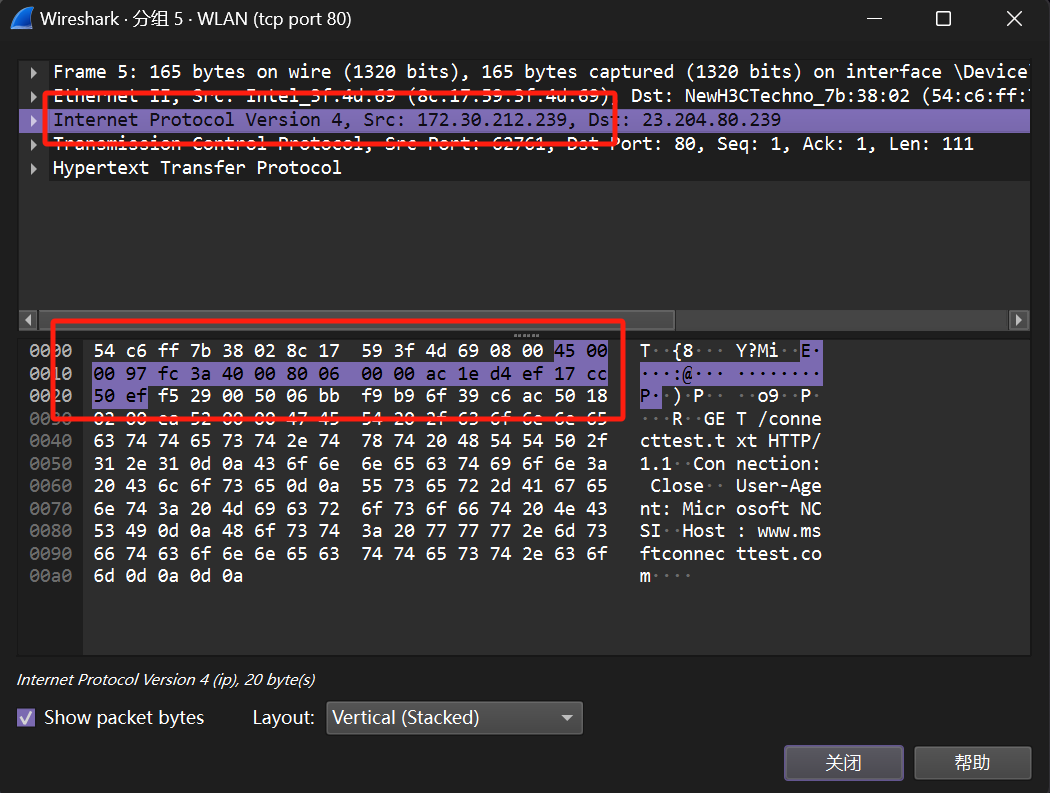 Wireshark · 分组 5 · WLAN (tcp port 80)
Frame 5: 165 bytes on wire (1320 bits), 165 bytes captured (1320 bits) on interface \Device
Ethernet II, Src: Intel_3f:4d:69 (8c:17:59:3f:4d:69), Dst: NewH3CTechno_7b:38:02 (54:c6:ff:
Internet Protocol Version 4, Src: 172.30.212.239, Dst: 23.204.80.239
Transmission Control Protocol, Src Port: 62761, Dst Port: 80, Seq: 1, Ack: 1, Len: 111
Hypertext Transfer Protocol
0000 54 c6 ff 7b 38 02 8c 17 59 3f 4d 69 08 00 45 00 T··{8··· Y?Mi··E·
0010 00 97 fc 3a 40 00 80 06 00 00 ac 1e d4 ef 17 cc ···:@··· ········
0020 50 ef f5 29 00 50 06 bb f9 b9 6f 39 c6 ac 50 18 P··)·P·· ··o9··P·
0030 02 00 ea 52 00 00 47 45 54 20 2f 63 6f 6e 6e 65 ···R··GE T /conne
0040 63 74 74 65 73 74 2e 74 78 74 20 48 54 54 50 2f cttest.t xt HTTP/
0050 31 2e 31 0d 0a 43 6f 6e 6e 65 63 74 69 6f 6e 3a 1.1··Con nection:
0060 20 43 6c 6f 73 65 0d 0a 55 73 65 72 2d 41 67 65 Close·· User-Age
0070 6e 74 3a 20 4d 69 63 72 6f 73 6f 66 74 20 4e 43 nt: Micr osoft NC
0080 53 49 0d 0a 48 6f 73 74 3a 20 77 77 77 2e 6d 73 SI··Host : www.ms
0090 66 74 63 6f 6e 6e 65 63 74 74 65 73 74 2e 63 6f ftconnec ttest.co
00a0 6d 0d 0a 0d 0a m····
Internet Protocol Version 4 (ip), 20 byte(s)
Show packet bytes Layout: Vertical (Stacked)
关闭 帮助